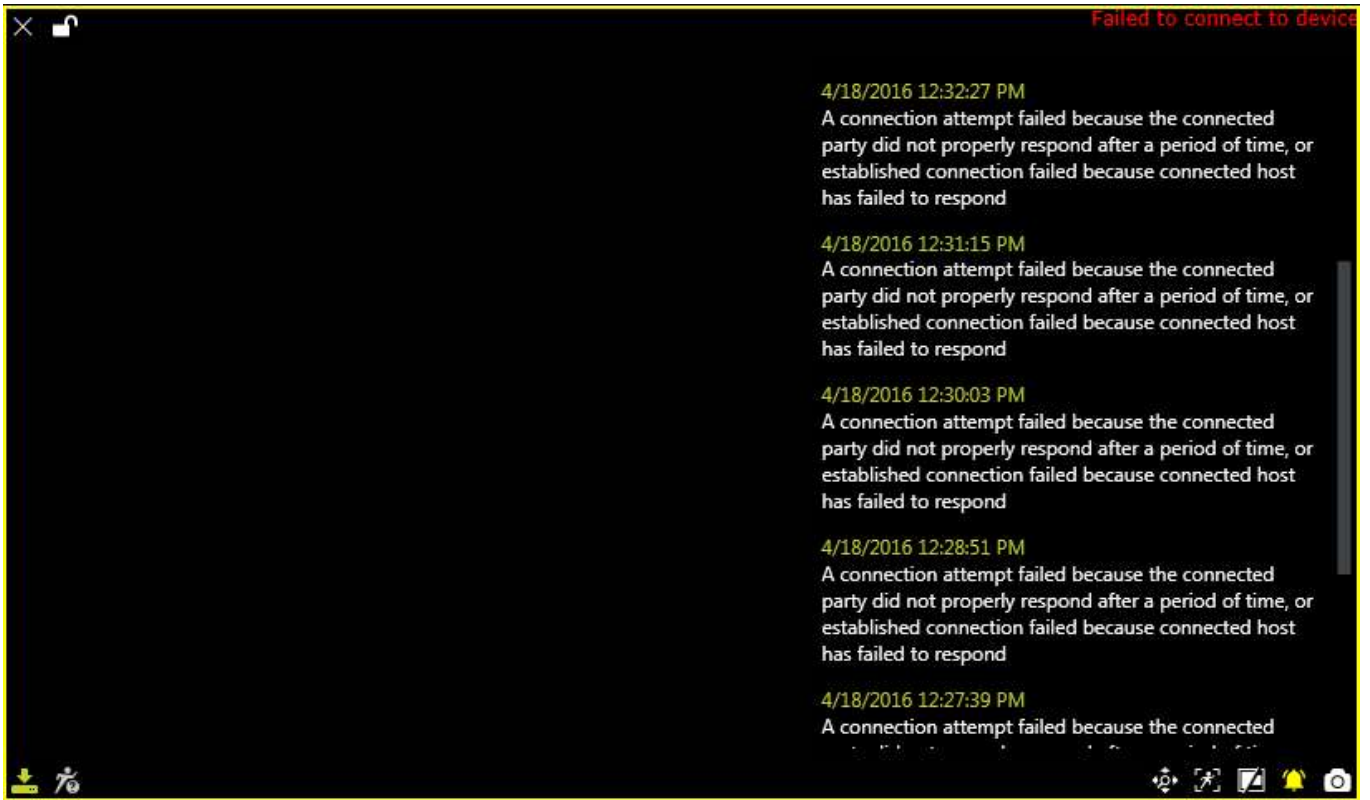 Failed to connect to device
4/18/2016 12:32:27 PM
A connection attempt failed because the connected
party did not properly respond after a period of time, or
established connection failed because connected host
has failed to respond
4/18/2016 12:31:15 PM
A connection attempt failed because the connected
party did not properly respond after a period of time, or
established connection failed because connected host
has failed to respond
4/18/2016 12:30:03 PM
A connection attempt failed because the connected
party did not properly respond after a period of time, or
established connection failed because connected host
has failed to respond
4/18/2016 12:28:51 PM
A connection attempt failed because the connected
party did not properly respond after a period of time, or
established connection failed because connected host
has failed to respond
4/18/2016 12:27:39 PM
A connection attempt failed because the connected